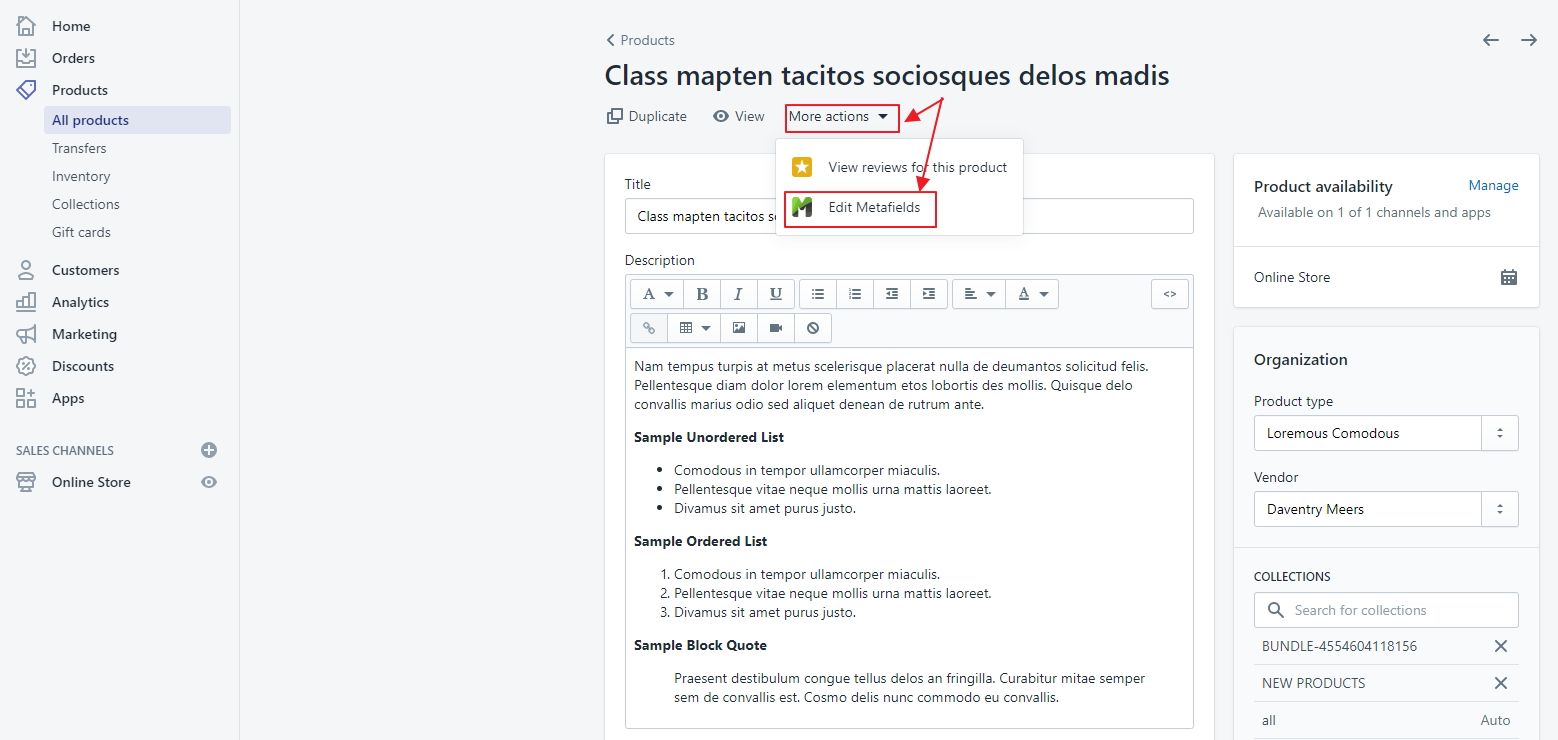 Home
Orders
Products
All products
Transfers
Inventory
Collections
Gift cards
Customers
Analytics
Marketing
Discounts
Apps
SALES CHANNELS
Online Store
Products
Class mapten tacitos sociosques delos madis
Duplicate
View
More actions
View reviews for this product
Edit Metafields
Title
Class mapten tacitos so
Description
A
B
I
U
A
<>
Nam tempus turpis at metus scelerisque placerat nulla de deumantos solicitud felis.
Pellentesque diam dolor lorem elementum etos lobortis des mollis. Quisque delo
convallis marius odio sed aliquet denean de rutrum ante.
Sample Unordered List
Comodous in tempor ullamcorper miaculis.
Pellentesque vitae neque mollis urna mattis laoreet.
Divamus sit amet purus justo.
Sample Ordered List
1. Comodous in tempor ullamcorper miaculis.
2. Pellentesque vitae neque mollis urna mattis laoreet.
3. Divamus sit amet purus justo.
Sample Block Quote
Praesent destibulum congue tellus delos an fringilla. Curabitur mitae semper
sem de convallis est. Cosmo delis nunc commodo eu convallis.
Product availability
Manage
Available on 1 of 1 channels and apps
Online Store
Organization
Product type
Loremous Comodous
Vendor
Daventry Meers
COLLECTIONS
Search for collections
BUNDLE-4554604118156
NEW PRODUCTS
all
Auto